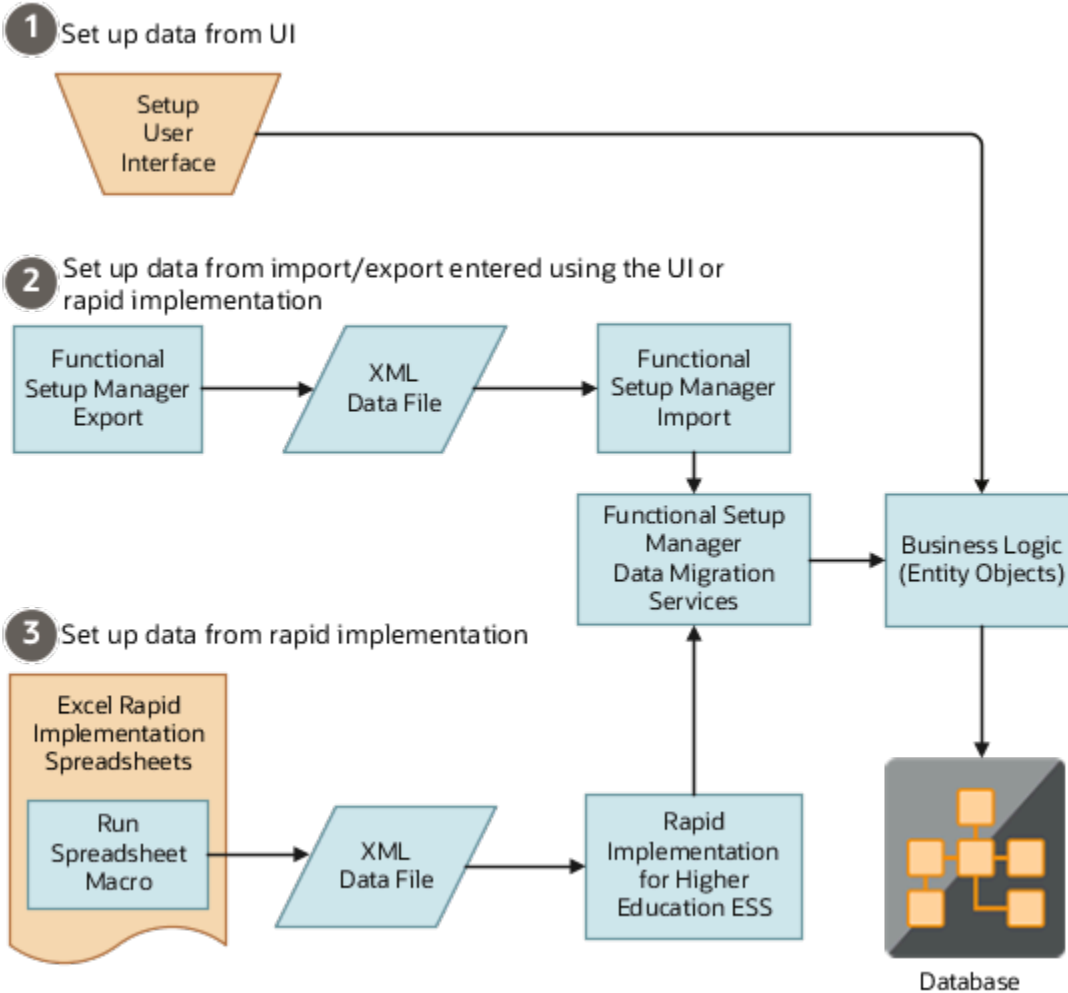 1 Set up data from UI
Setup
User
Interface
2 Set up data from import/export entered using the UI or
rapid implementation
Functional
Setup Manager
Export
XML
Data File
Functional
Setup Manager
Import
Functional Setup
Manager
Data Migration
Services
Business Logic
(Entity Objects)
3 Set up data from rapid implementation
Excel Rapid
Implementation
Spreadsheets
Run
Spreadsheet
Macro
XML
Data File
Rapid
Implementation
for Higher
Education ESS
Database